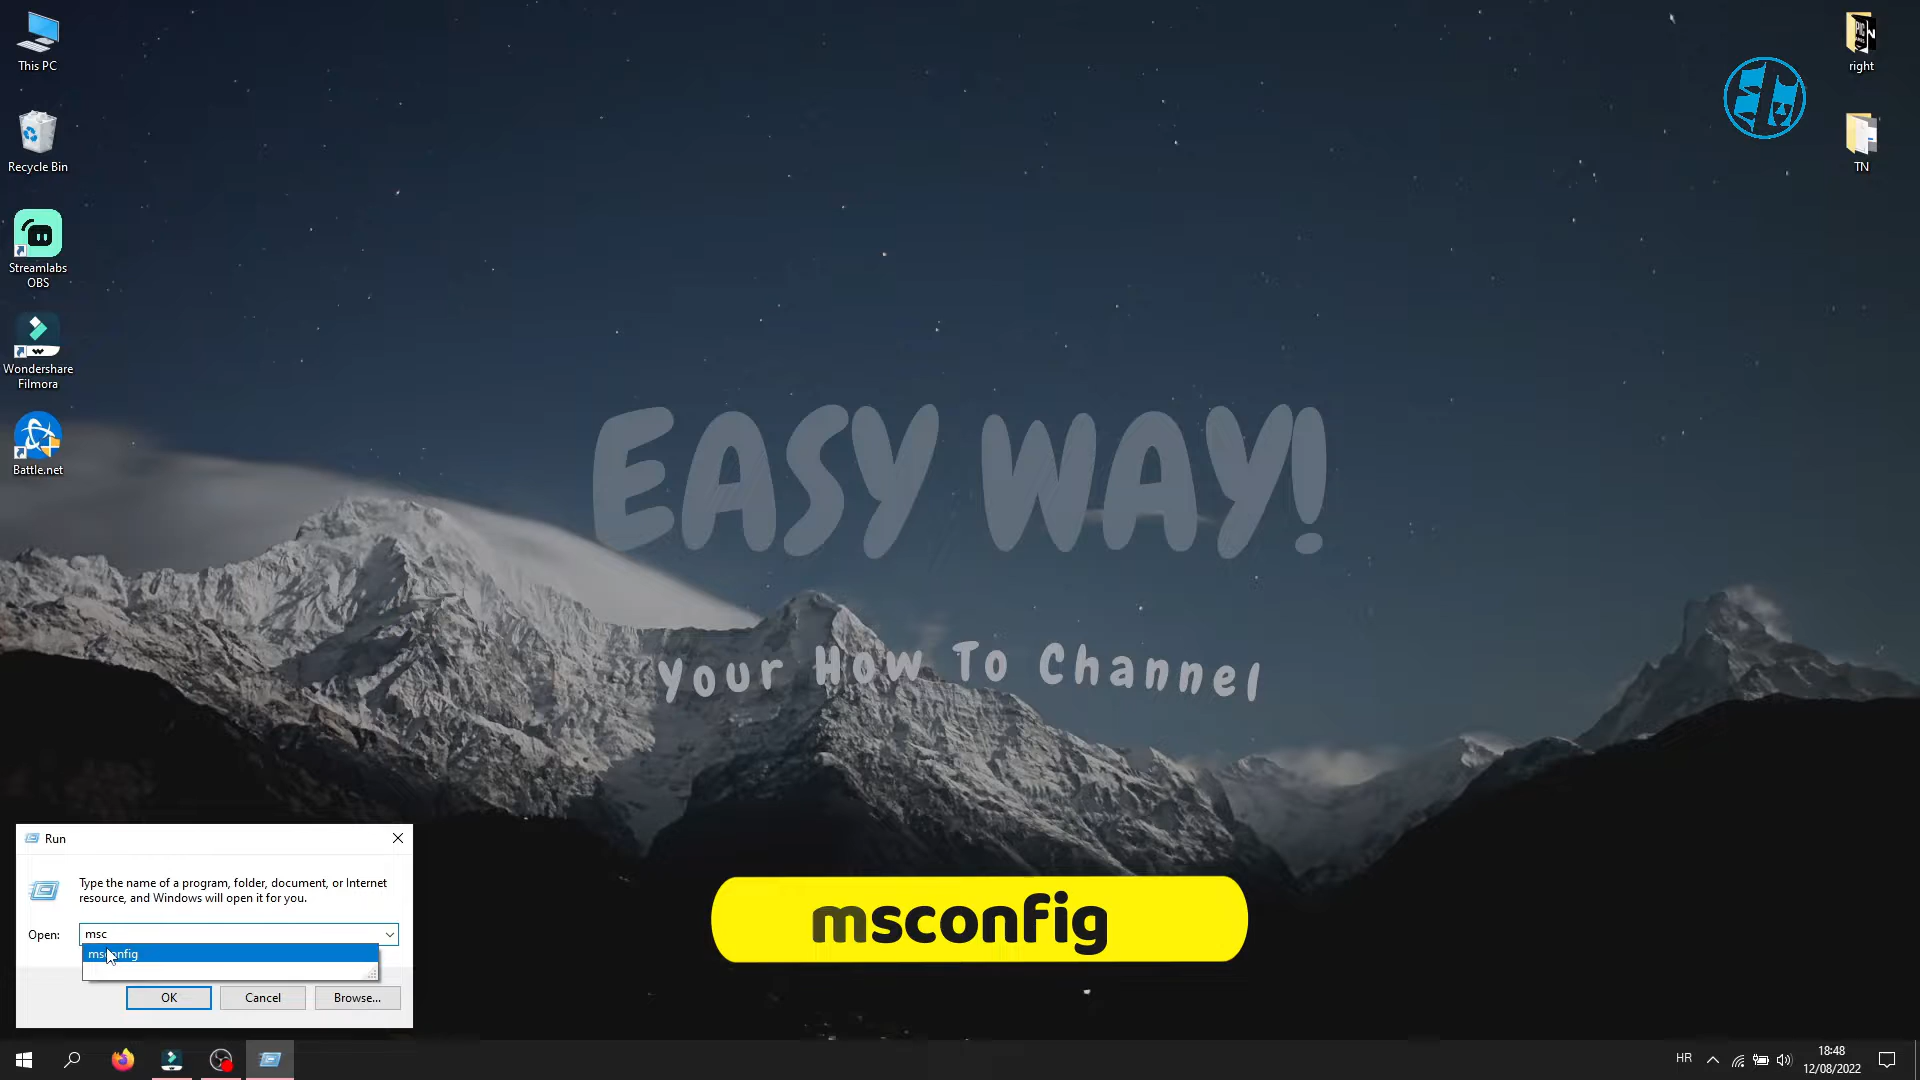 This PC
Recycle Bin
Streamlabs
OBS
Wondershare
Filmora
Battle.net
right
TN
EASY WAY!
Your How To Channel
Run
Type the name of a program, folder, document, or Internet
resource, and Windows will open it for you.
Open:
msc
msconfig
OK
Cancel
Browse...
msconfig
HR
18:48
12/08/2022